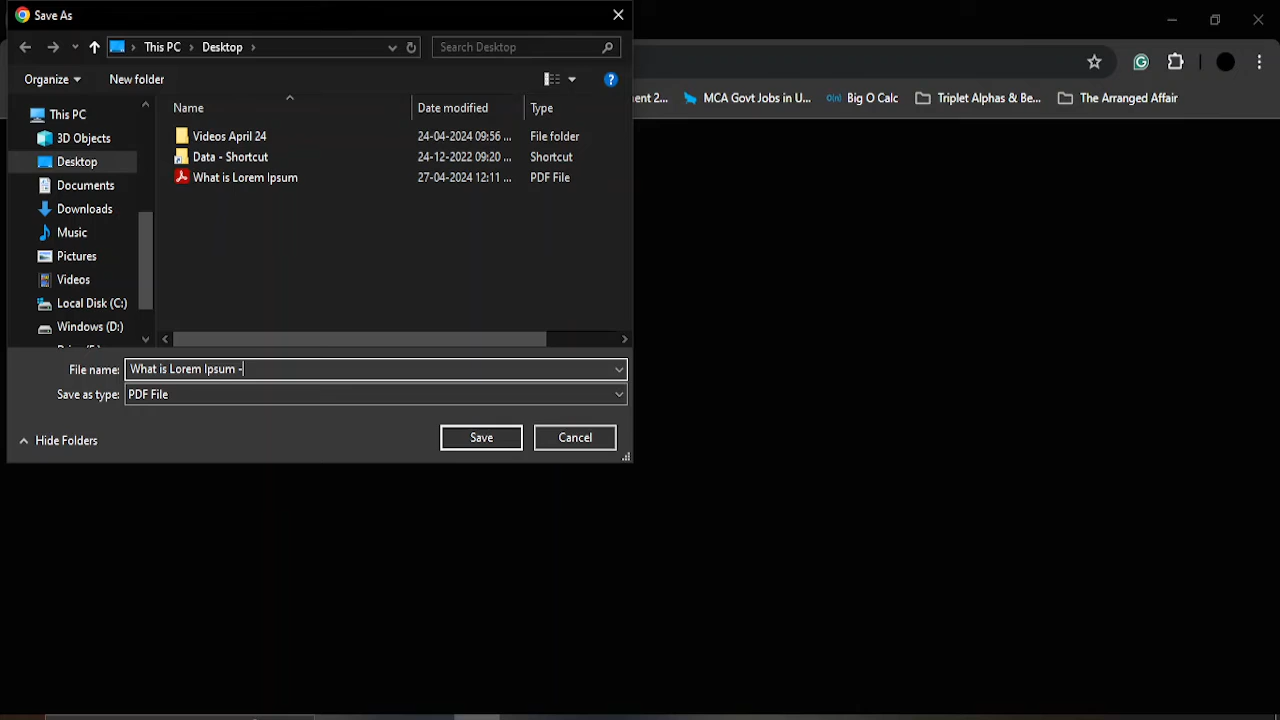 Save As
This PC
Desktop
Search Desktop
Organize
New folder
Name
Date modified
Type
This PC
3D Objects
Desktop
Documents
Downloads
Music
Pictures
Videos
Local Disk (C:)
Windows (D:)
Videos April 24
24-04-2024 09:56 ...
File folder
Data - Shortcut
24-12-2022 09:20 ...
Shortcut
What is Lorem Ipsum
27-04-2024 12:11 ...
PDF File
File name:
What is Lorem Ipsum -
Save as type:
PDF File
Hide Folders
Save
Cancel
ent 2...
MCA Govt Jobs in U...
O(n) Big O Calc
Triplet Alphas & Be...
The Arranged Affair